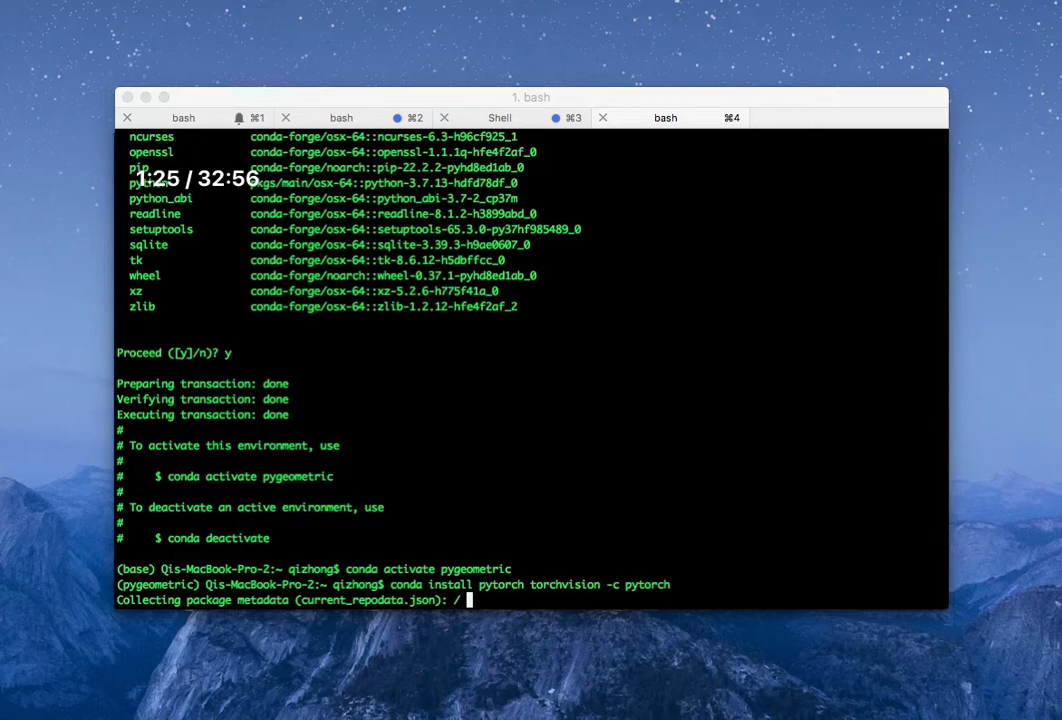 1. bash
bash ⌘1 bash ⌘2 Shell ⌘3 bash ⌘4
ncurses conda-forge/osx-64::ncurses-6.3-h96cf925_1
openssl conda-forge/osx-64::openssl-1.1.1q-hfe4f2af_0
pip conda-forge/noarch::pip-22.2.2-pyhd8ed1ab_0
1:25 / 32:56
python pkgs/main/osx-64::python-3.7.13-hdfd78df_0
python_abi conda-forge/osx-64::python_abi-3.7-2_cp37m
readline conda-forge/osx-64::readline-8.1.2-h3899abd_0
setuptools conda-forge/osx-64::setuptools-65.3.0-py37hf985489_0
sqlite conda-forge/osx-64::sqlite-3.39.3-h9ae0607_0
tk conda-forge/osx-64::tk-8.6.12-h5dbffcc_0
wheel conda-forge/noarch::wheel-0.37.1-pyhd8ed1ab_0
xz conda-forge/osx-64::xz-5.2.6-h775f41a_0
zlib conda-forge/osx-64::zlib-1.2.12-hfe4f2af_2
Proceed ([y]/n)? y
Preparing transaction: done
Verifying transaction: done
Executing transaction: done
#
# To activate this environment, use
#
# $ conda activate pygeometric
#
# To deactivate an active environment, use
#
# $ conda deactivate
(base) Qis-MacBook-Pro-2:~ qizhong$ conda activate pygeometric
(pygeometric) Qis-MacBook-Pro-2:~ qizhong$ conda install pytorch torchvision -c pytorch
Collecting package metadata (current_repodata.json): /